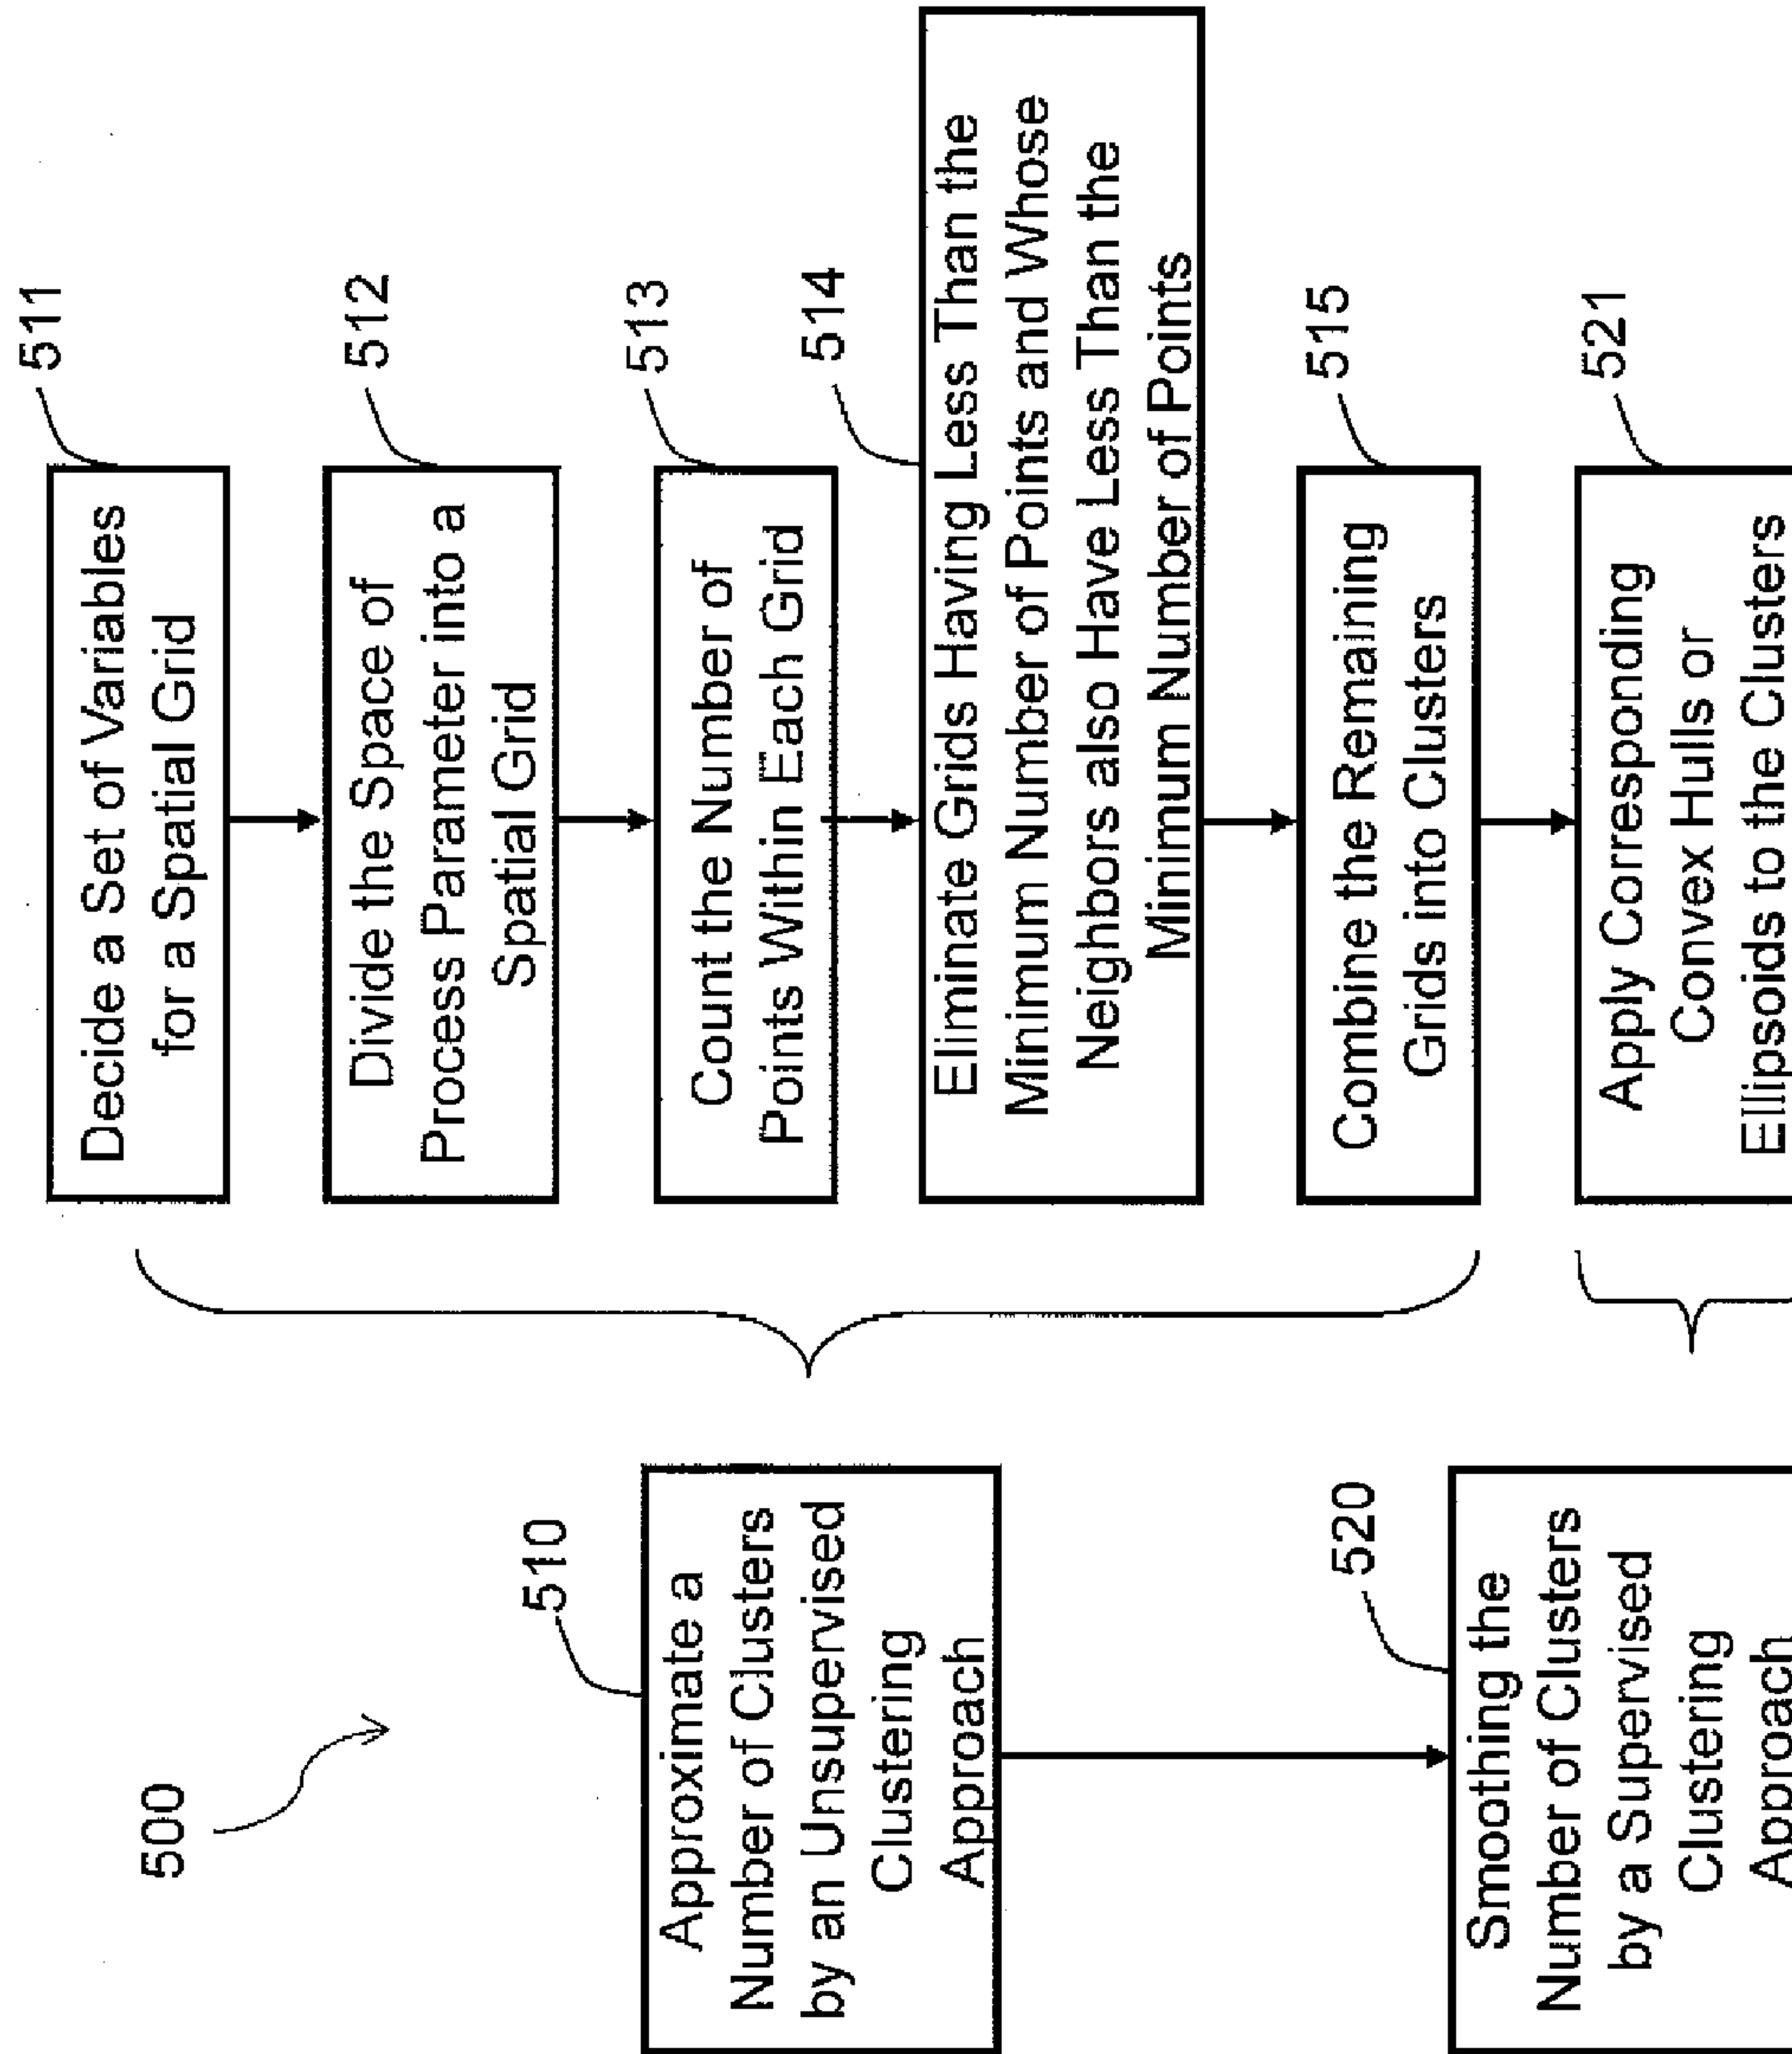 500
510
Approximate a
Number of Clusters
by an Unsupervised
Clustering
Approach
520
Smoothing the
Number of Clusters
by a Supervised
Clustering
Approach
511
Decide a Set of Variables
for a Spatial Grid
512
Divide the Space of
Process Parameter into a
Spatial Grid
513
Count the Number of
Points Within Each Grid
514
Eliminate Grids Having Less Than the
Minimum Number of Points and Whose
Neighbors also Have Less Than the
Minimum Number of Points
515
Combine the Remaining
Grids into Clusters
521
Apply Corresponding
Convex Hulls or
Ellipsoids to the Clusters